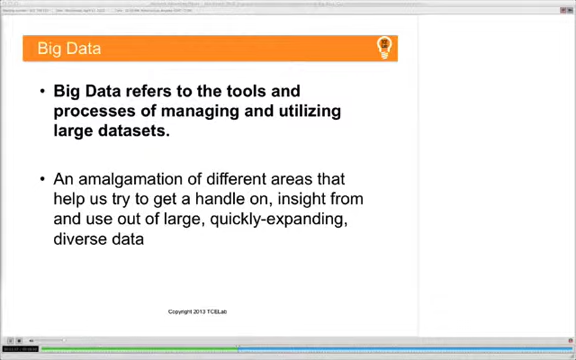 Big Data
• Big Data refers to the tools and
processes of managing and utilizing
large datasets.
• An amalgamation of different areas that
help us try to get a handle on, insight from
and use out of large, quickly-expanding,
diverse data
Copyright 2013 TCELab